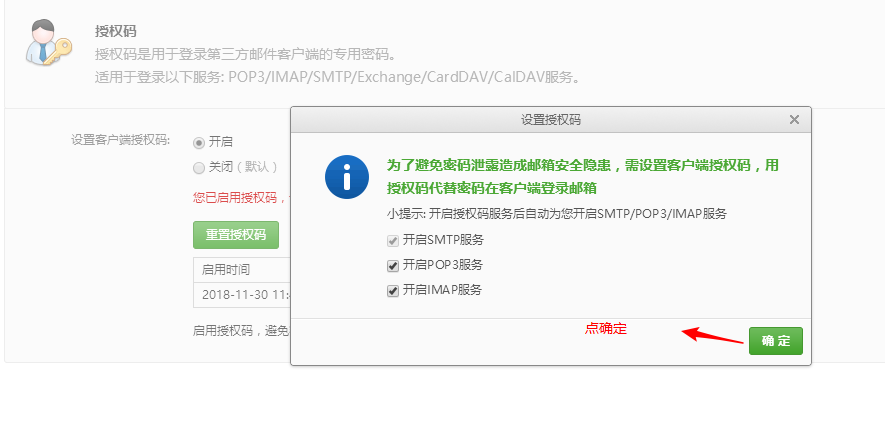 授权码
授权码是用于登录第三方邮件客户端的专用密码。
适用于登录以下服务: POP3/IMAP/SMTP/Exchange/CardDAV/CalDAV服务。
设置客户端授权码:
开启
关闭（默认）
您已启用授权码，
重置授权码
启用时间
2018-11-30 11:
启用授权码，避免
设置授权码
为了避免密码泄露造成邮箱安全隐患，需设置客户端授权码，用
授权码代替密码在客户端登录邮箱
小提示: 开启授权码服务后自动为您开启SMTP/POP3/IMAP服务
开启SMTP服务
开启POP3服务
开启IMAP服务
点确定
确 定